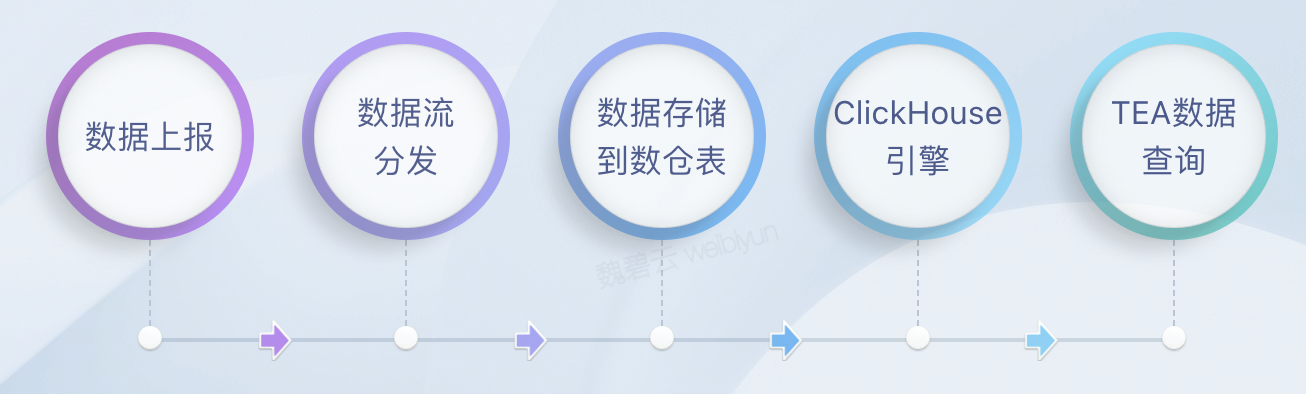 数据上报
数据流
分发
数据存储
到数仓表
ClickHouse
引擎
TEA数据
查询
魏碧云 weibiyun